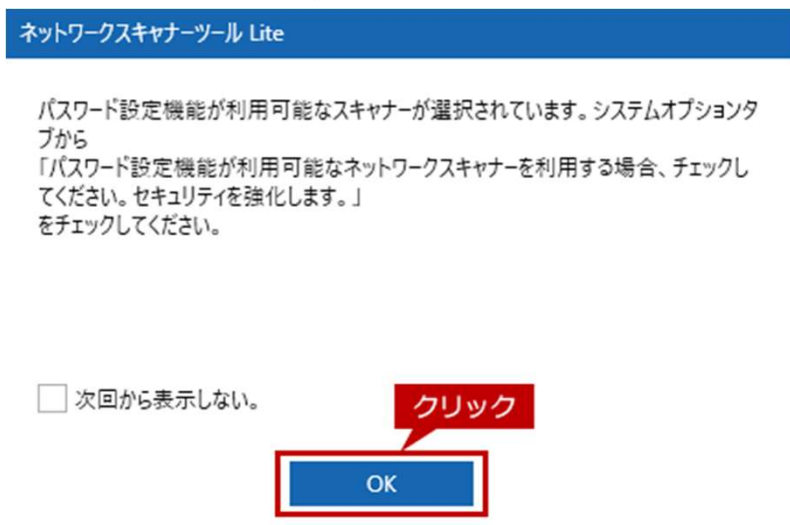 ネットワークスキャナーツール Lite
パスワード設定機能が利用可能なスキャナーが選択されています。システムオプションタ
ブから
「パスワード設定機能が利用可能なネットワークスキャナーを利用する場合、チェックし
てください。セキュリティを強化します。」
をチェックしてください。
次回から表示しない。
クリック
OK